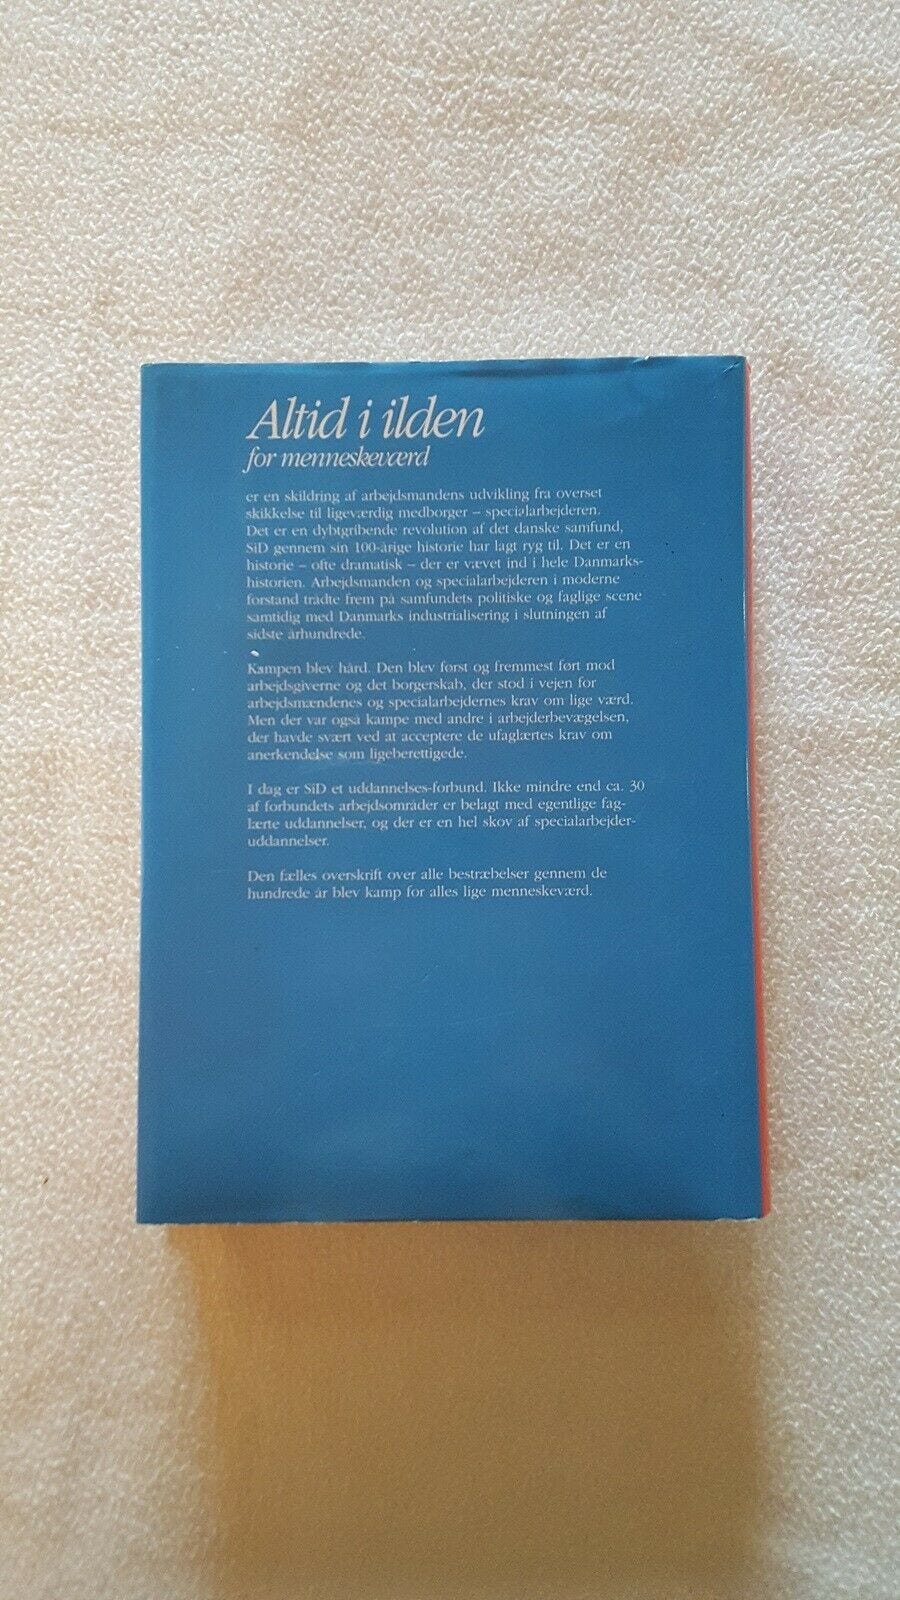 Altid i ilden
for menneskeværd
er en skildring af arbejdsmandens udvikling fra overset
skikkelse til ligeværdig medborger – specialarbejderen.
Det er en dybtgribende revolution af det danske samfund,
SiD gennem sin 100-årige historie har lagt ryg til. Det er en
historie – ofte dramatisk – der er vævet ind i hele Danmarks-
historien. Arbejdsmanden og specialarbejderen i moderne
forstand trådte frem på samfundets politiske og faglige scene
samtidig med Danmarks industrialisering i slutningen af
sidste århundrede.
Kampen blev hård. Den blev først og fremmest ført mod
arbejdsgiverne og det borgerskab, der stod i vejen for
arbejdsmændenes og specialarbejdernes krav om lige værd.
Men der var også kampe med andre i arbejderbevægelsen,
der havde svært ved at acceptere de ufaglærtes krav om
anerkendelse som ligeberettigede.
I dag er SiD et uddannelses-forbund. Ikke mindre end ca. 30
af forbundets arbejdsområder er belagt med egentlige fag-
lærte uddannelser, og der er en hel skov af specialarbejder-
uddannelser.
Den fælles overskrift over alle bestræbelser gennem de
hundrede år blev kamp for alles lige menneskeværd.